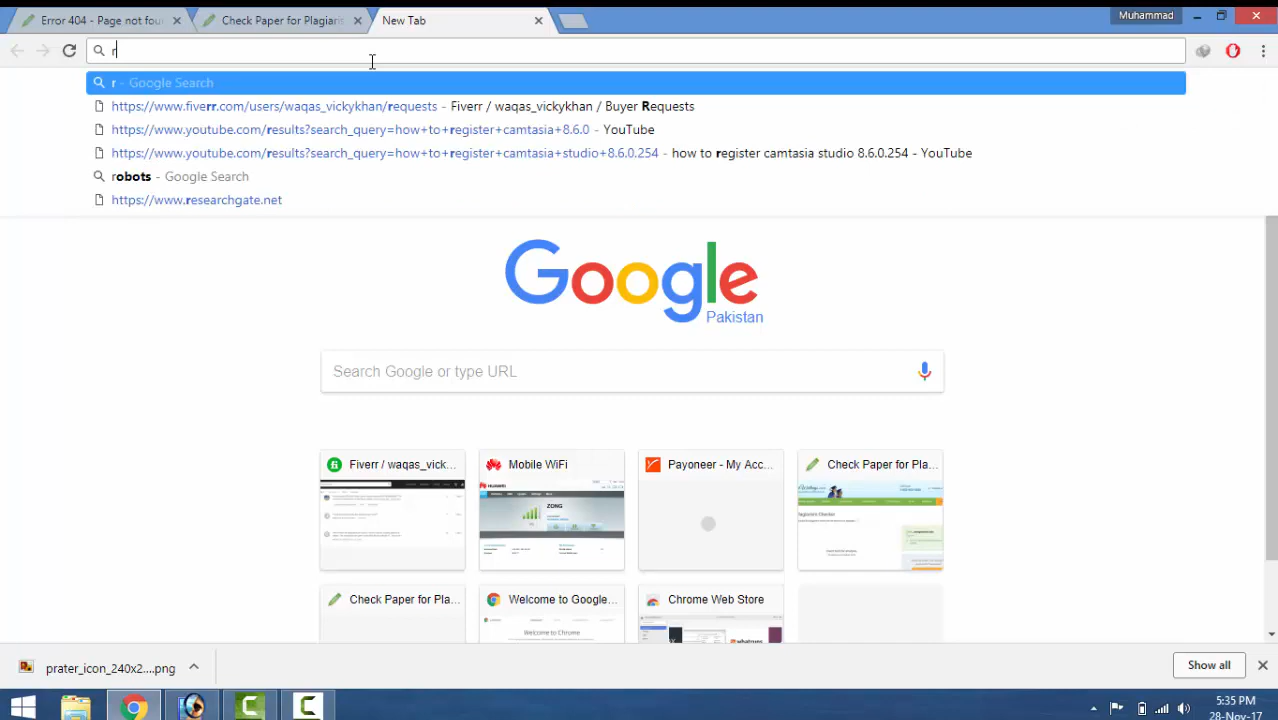 Error 404 - Page not foun
Check Paper for Plagiaris
New Tab
Muhammad
r
r - Google Search
https://www.fiverr.com/users/waqas_vickykhan/requests - Fiverr / waqas_vickykhan / Buyer Requests
https://www.youtube.com/results?search_query=how+to+register+camtasia+8.6.0 - YouTube
https://www.youtube.com/results?search_query=how+to+register+camtasia+studio+8.6.0.254 - how to register camtasia studio 8.6.0.254 - YouTube
robots - Google Search
https://www.researchgate.net
Google
Pakistan
Search Google or type URL
Fiverr / waqas_vick...
Mobile WiFi
Payoneer - My Acc...
Check Paper for Pla...
ZONG
Check Paper for Pla...
Welcome to Google...
Chrome Web Store
Welcome to Chrome
prater_icon_240x2....png
Show all
5:35 PM
28-Nov-17